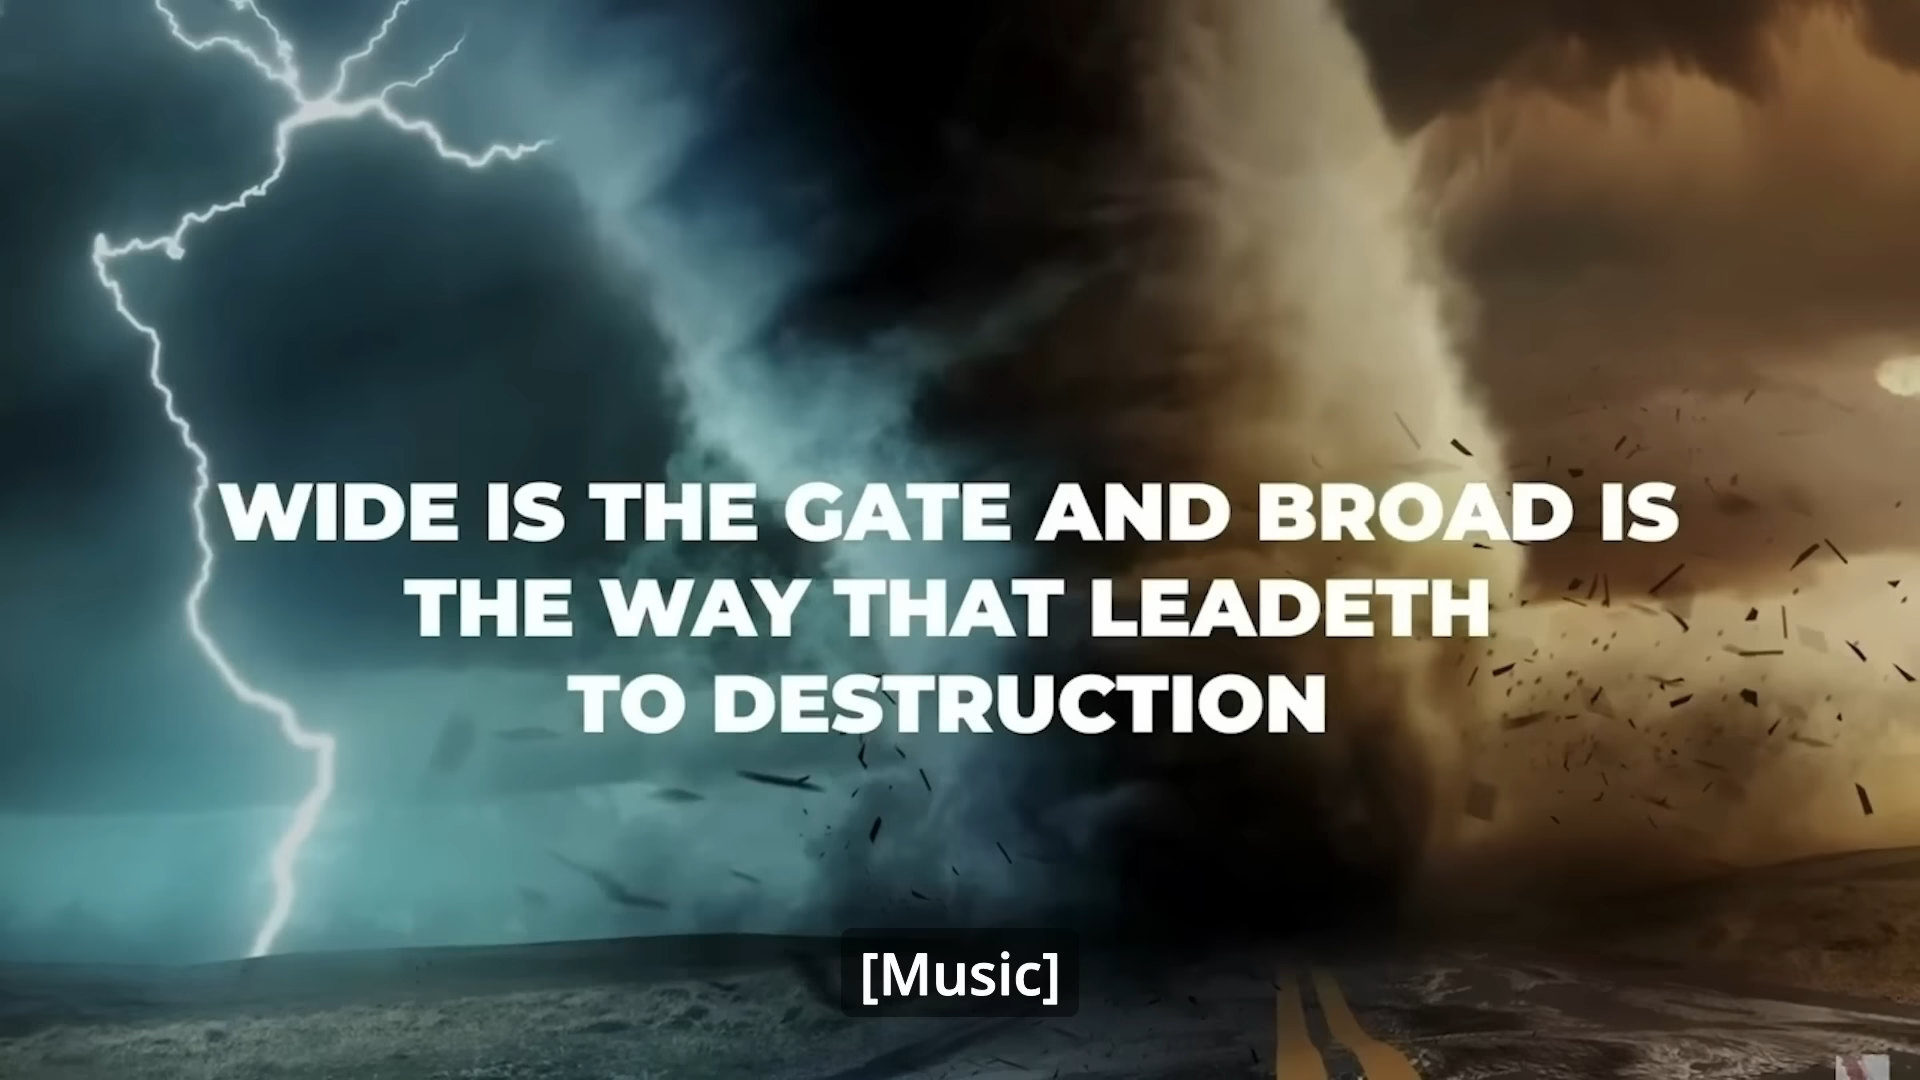 WIDE IS THE GATE AND BROAD IS
THE WAY THAT LEADETH
TO DESTRUCTION
[Music]